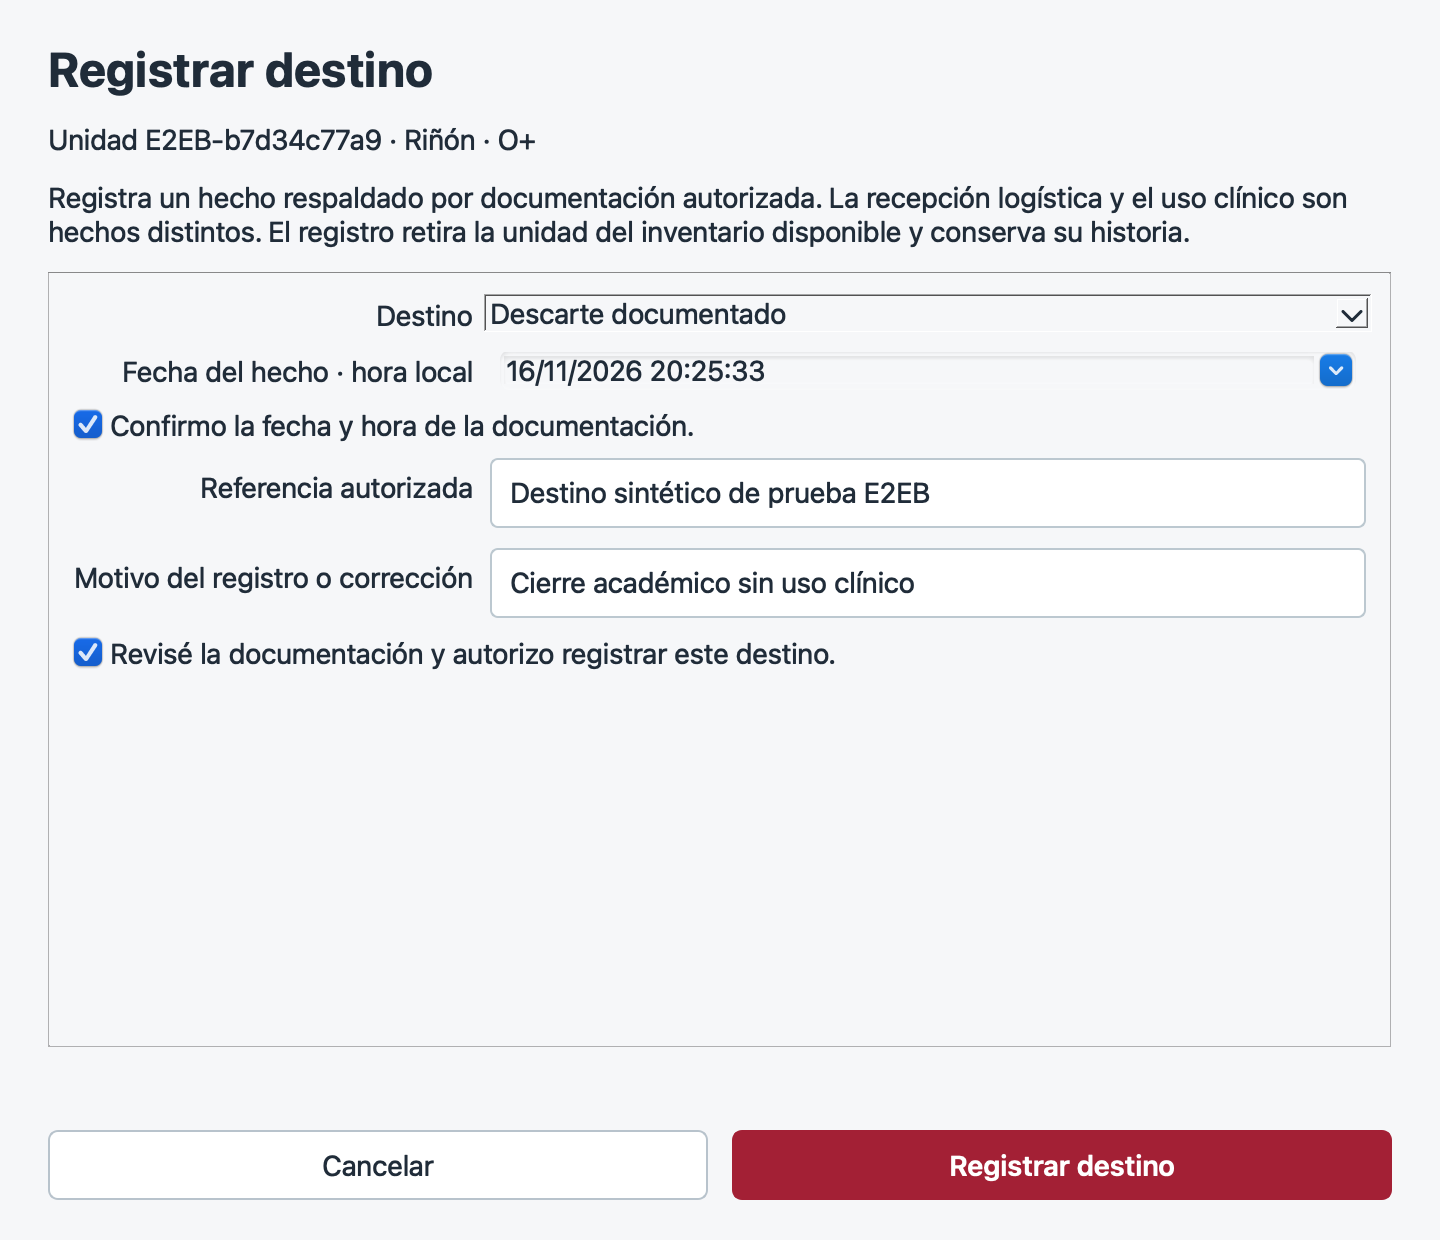 Registrar destino
Unidad E2EB-b7d34c77a9 · Riñón · O+
Registra un hecho respaldado por documentación autorizada. La recepción logística y el uso clínico son
hechos distintos. El registro retira la unidad del inventario disponible y conserva su historia.
Destino Descarte documentado
Fecha del hecho · hora local 16/11/2026 20:25:33
Confirmo la fecha y hora de la documentación.
Referencia autorizada Destino sintético de prueba E2EB
Motivo del registro o corrección Cierre académico sin uso clínico
Revisé la documentación y autorizo registrar este destino.
Cancelar Registrar destino